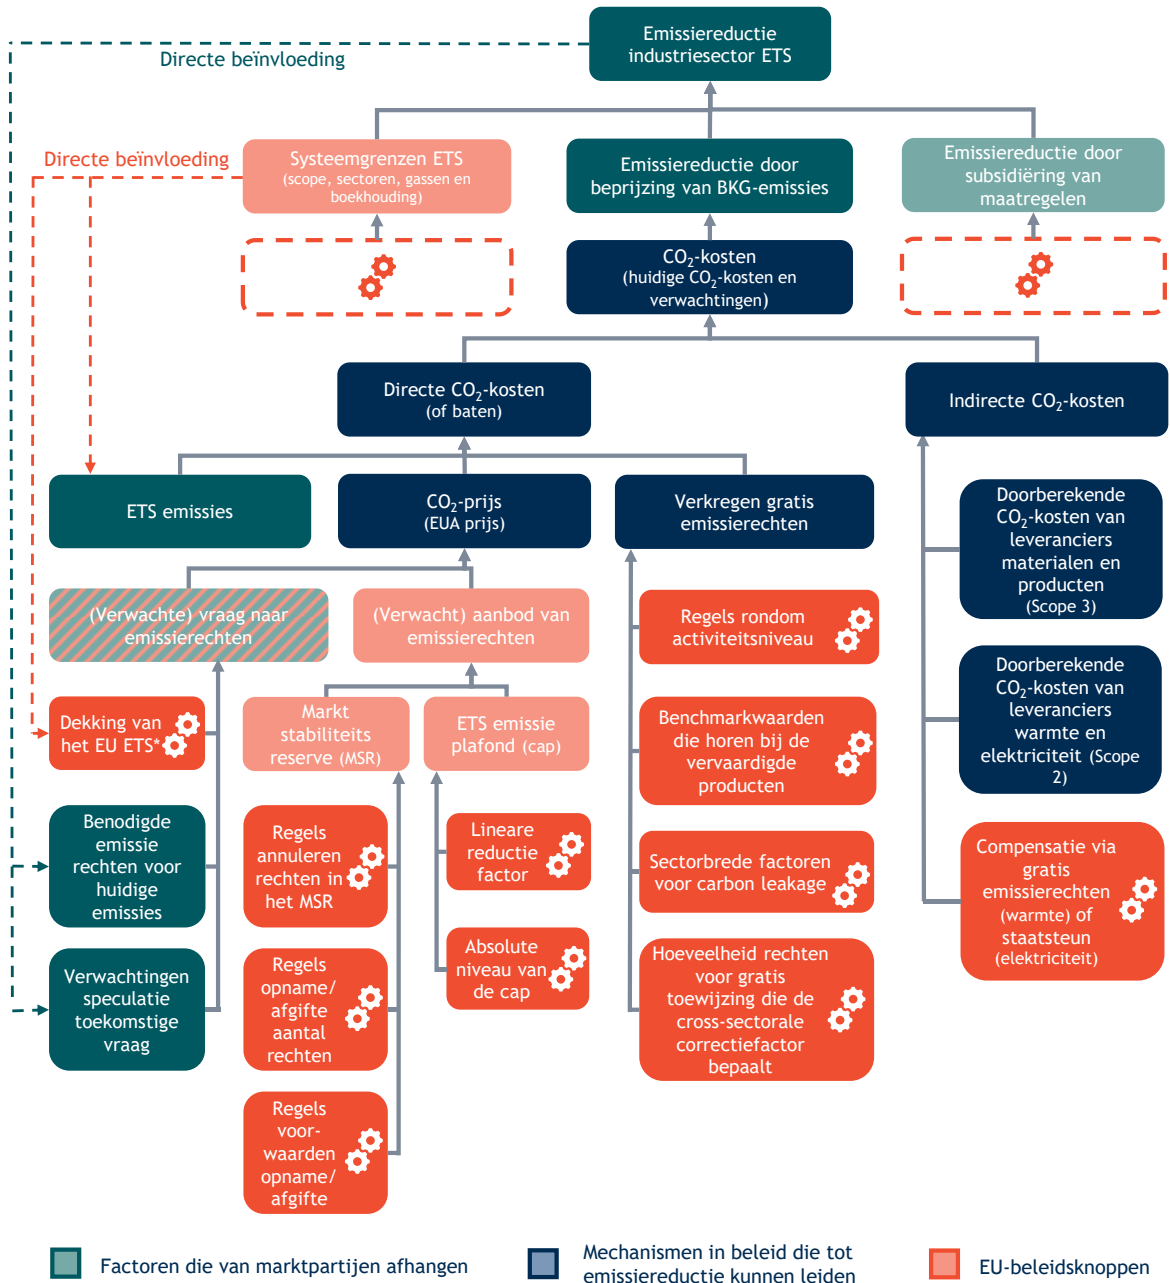 Emissiereductie
industriesector ETS
Directe beïnvloeding
Directe beïnvloeding
Systeemgrenzen ETS
(scope, sectoren, gassen en
boekhouding)
Emissiereductie door
beprijzing van BKG-emissies
Emissiereductie door
subsidiëring van
maatregelen
CO₂-kosten
(huidige CO₂-kosten en
verwachtingen)
Directe CO₂-kosten
(of baten)
Indirecte CO₂-kosten
ETS emissies
CO₂-prijs
(EUA prijs)
Verkregen gratis
emissierechten
Doorberekende
CO₂-kosten van
leveranciers
materialen en
producten
(Scope 3)
(Verwachte) vraag naar
emissierechten
(Verwacht) aanbod van
emissierechten
Regels rondom
activiteitsniveau
Doorberekende
CO₂-kosten van
leveranciers
warmte en
elektriciteit (Scope
2)
Dekking van
het EU ETS*
Markt
stabiliteits
reserve (MSR)
ETS emissie
plafond (cap)
Benchmarkwaarden
die horen bij de
vervaardigde
producten
Benodigde
emissie
rechten voor
huidige
emissies
Regels
annuleren
rechten in
het MSR
Lineare
reductie
factor
Sectorbrede factoren
voor carbon leakage
Compensatie via
gratis
emissierechten
(warmte) of
staatsteun
(elektriciteit)
Verwachtingen
speculatie
toekomstige
vraag
Regels
opname/
afgifte
aantal
rechten
Absolute
niveau van
de cap
Hoeveelheid rechten
voor gratis
toewijzing die de
cross-sectorale
correctiefactor
bepaalt
Regels
voor-
waarden
opname/
afgifte
Factoren die van marktpartijen afhangen
Mechanismen in beleid die tot
emissiereductie kunnen leiden
EU-beleidsknoppen